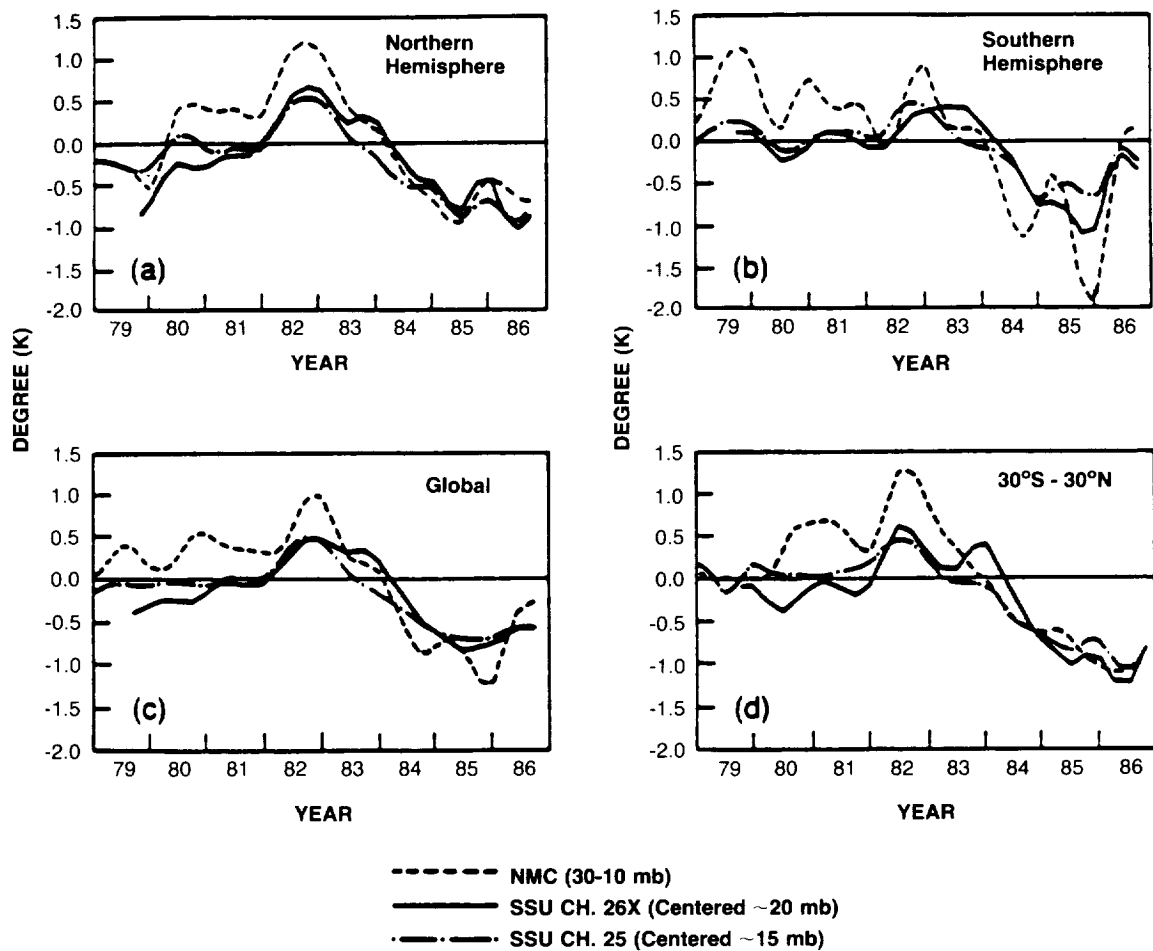 1.5
1.0
0.5
0.0
-0.5
-1.0
-1.5
-2.0
Northern
Hemisphere
(a)
79 80 81 82 83 84 85 86
YEAR
1.5
1.0
0.5
0.0
-0.5
-1.0
-1.5
-2.0
Southern
Hemisphere
(b)
79 80 81 82 83 84 85 86
YEAR
DEGREE (K)
DEGREE (K)
1.5
1.0
0.5
0.0
-0.5
-1.0
-1.5
-2.0
Global
(c)
79 80 81 82 83 84 85 86
YEAR
1.5
1.0
0.5
0.0
-0.5
-1.0
-1.5
-2.0
30°S - 30°N
(d)
79 80 81 82 83 84 85 86
YEAR
NMC (30-10 mb)
SSU CH. 26X (Centered ~20 mb)
SSU CH. 25 (Centered ~15 mb)